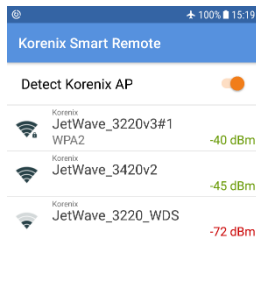 100% 15:19
Korenix Smart Remote
Detect Korenix AP
Korenix
JetWave_3220v3#1
WPA2
-40 dBm
Korenix
JetWave_3420v2
-45 dBm
Korenix
JetWave_3220_WDS
-72 dBm